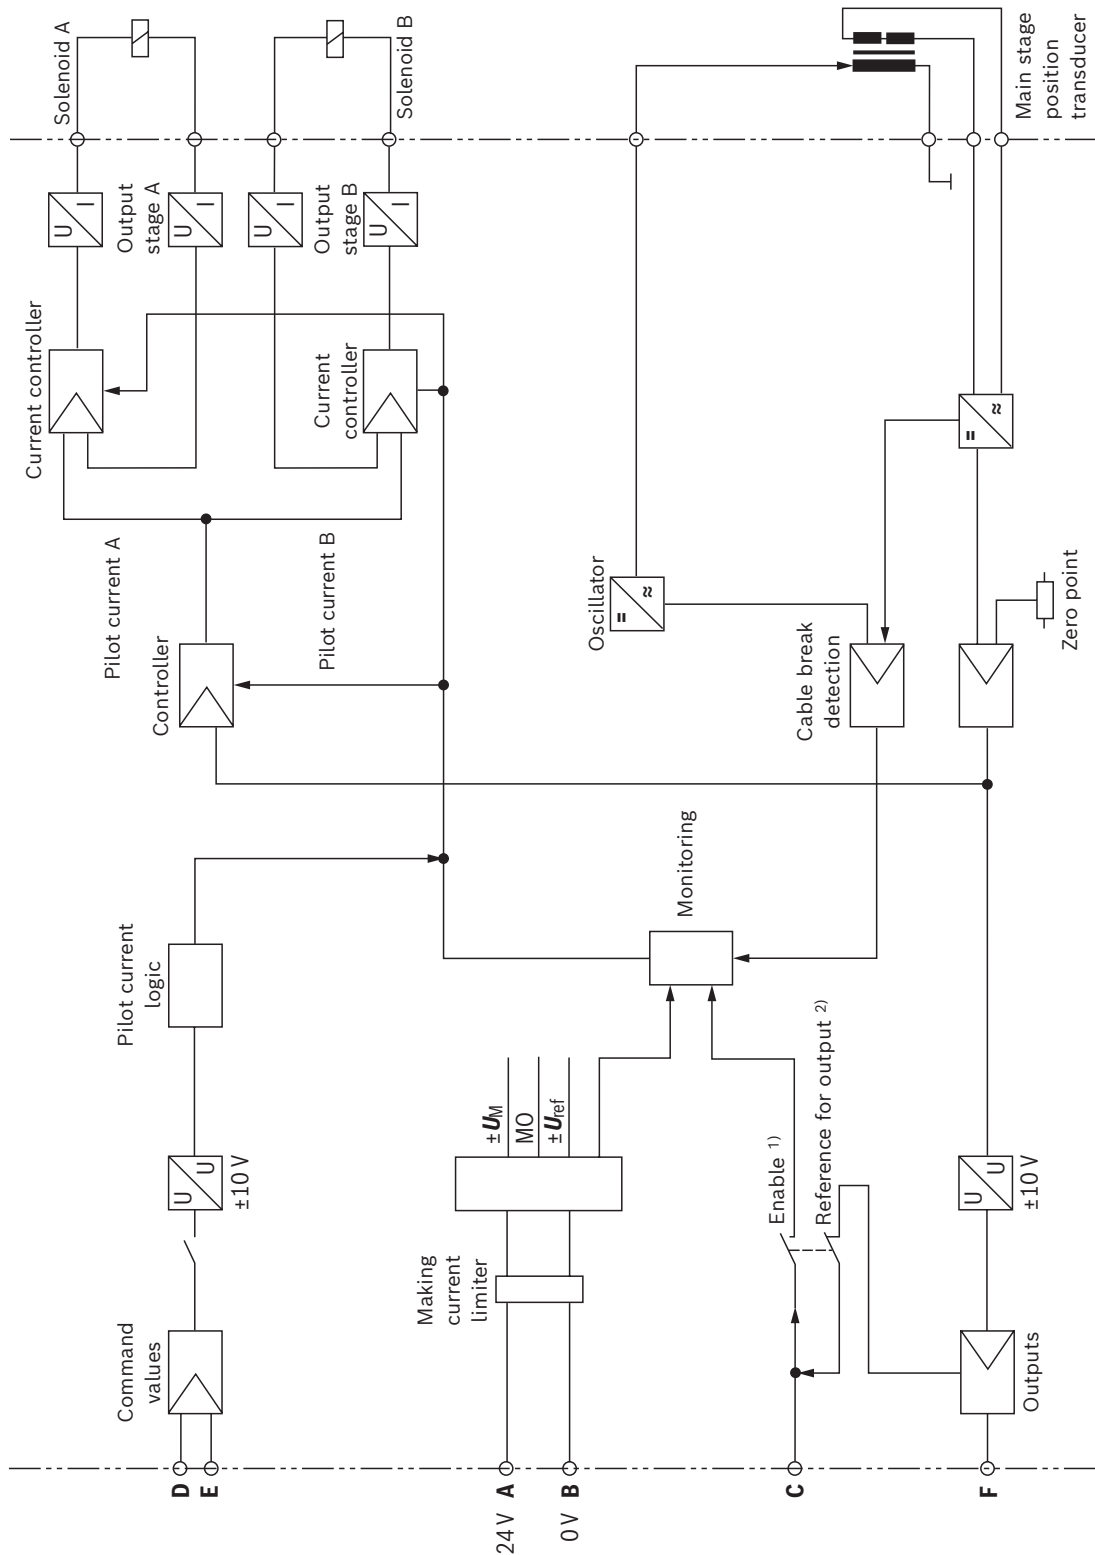 D
E
24 V A
0 V B
C
F
Command
values
±10 V
U
U
Pilot current
logic
Making
current
limiter
±U_M
MO
±U_ref
Enable ¹⁾
Reference for output ²⁾
Outputs
U
U
±10 V
Monitoring
Controller
Pilot current A
Pilot current B
Cable break
detection
Oscillator
=
≈
Zero point
=
≈
Current controller
Current
controller
U
I
Output
stage A
U
I
U
I
Output
stage B
U
I
Solenoid A
Solenoid B
Main stage
position
transducer